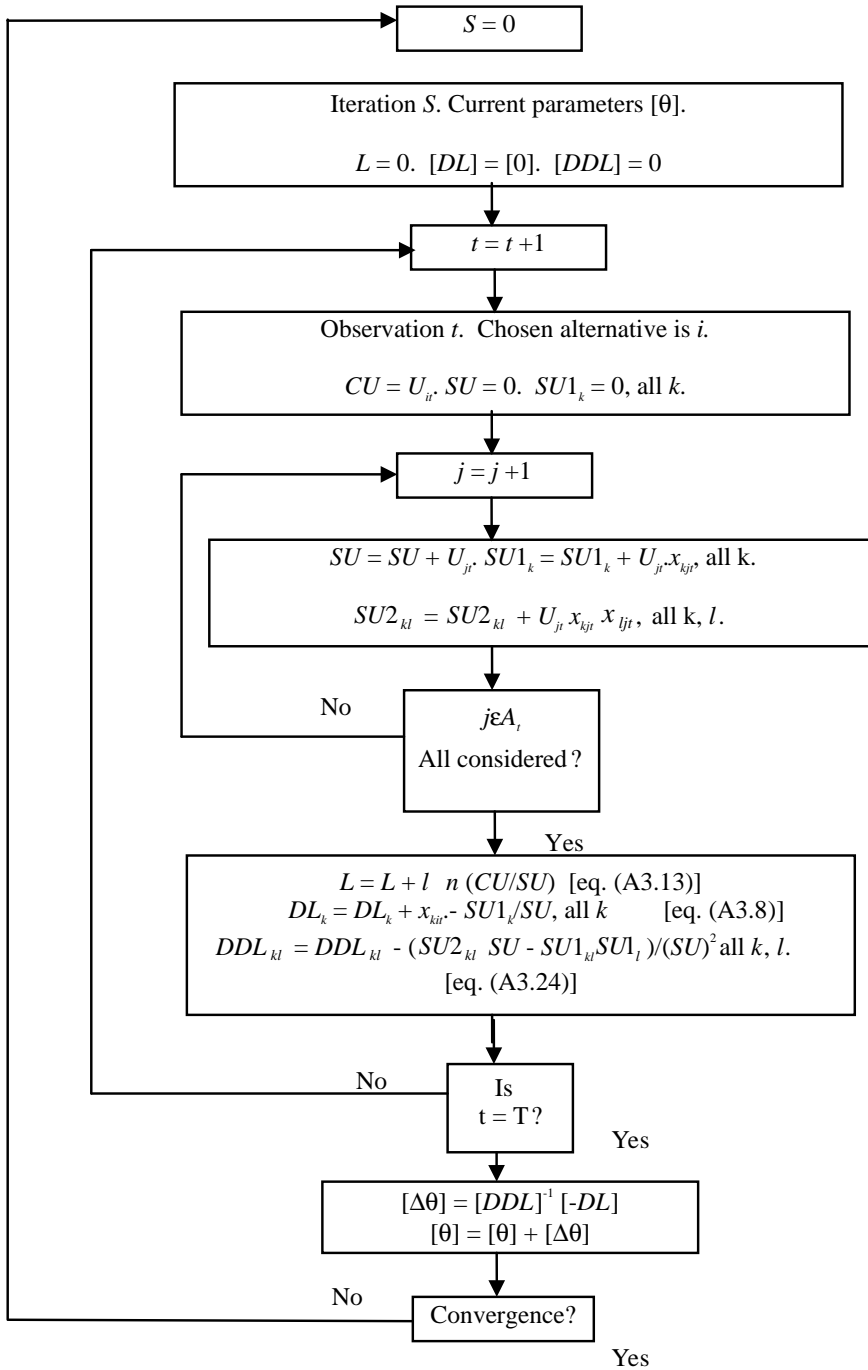 S = 0
Iteration S. Current parameters [θ].
L = 0. [DL] = [0]. [DDL] = 0
t = t +1
Observation t. Chosen alternative is i.
CU = U_it. SU = 0. SU1_k = 0, all k.
j = j +1
SU = SU + U_jt. SU1_k = SU1_k + U_jt.x_kjt, all k.
SU2_kl = SU2_kl + U_jt x_kjt x_ljt, all k, l.
No
jεA_t
All considered?
Yes
L = L + l n (CU/SU) [eq. (A3.13)]
DL_k = DL_k + x_kit.- SU1_k/SU, all k [eq. (A3.8)]
DDL_kl = DDL_kl - (SU2_kl SU - SU1_kl SU1_l)/(SU)² all k, l.
[eq. (A3.24)]
No
Is
t = T?
Yes
[Δθ] = [DDL]⁻¹ [-DL]
[θ] = [θ] + [Δθ]
No
Convergence?
Yes